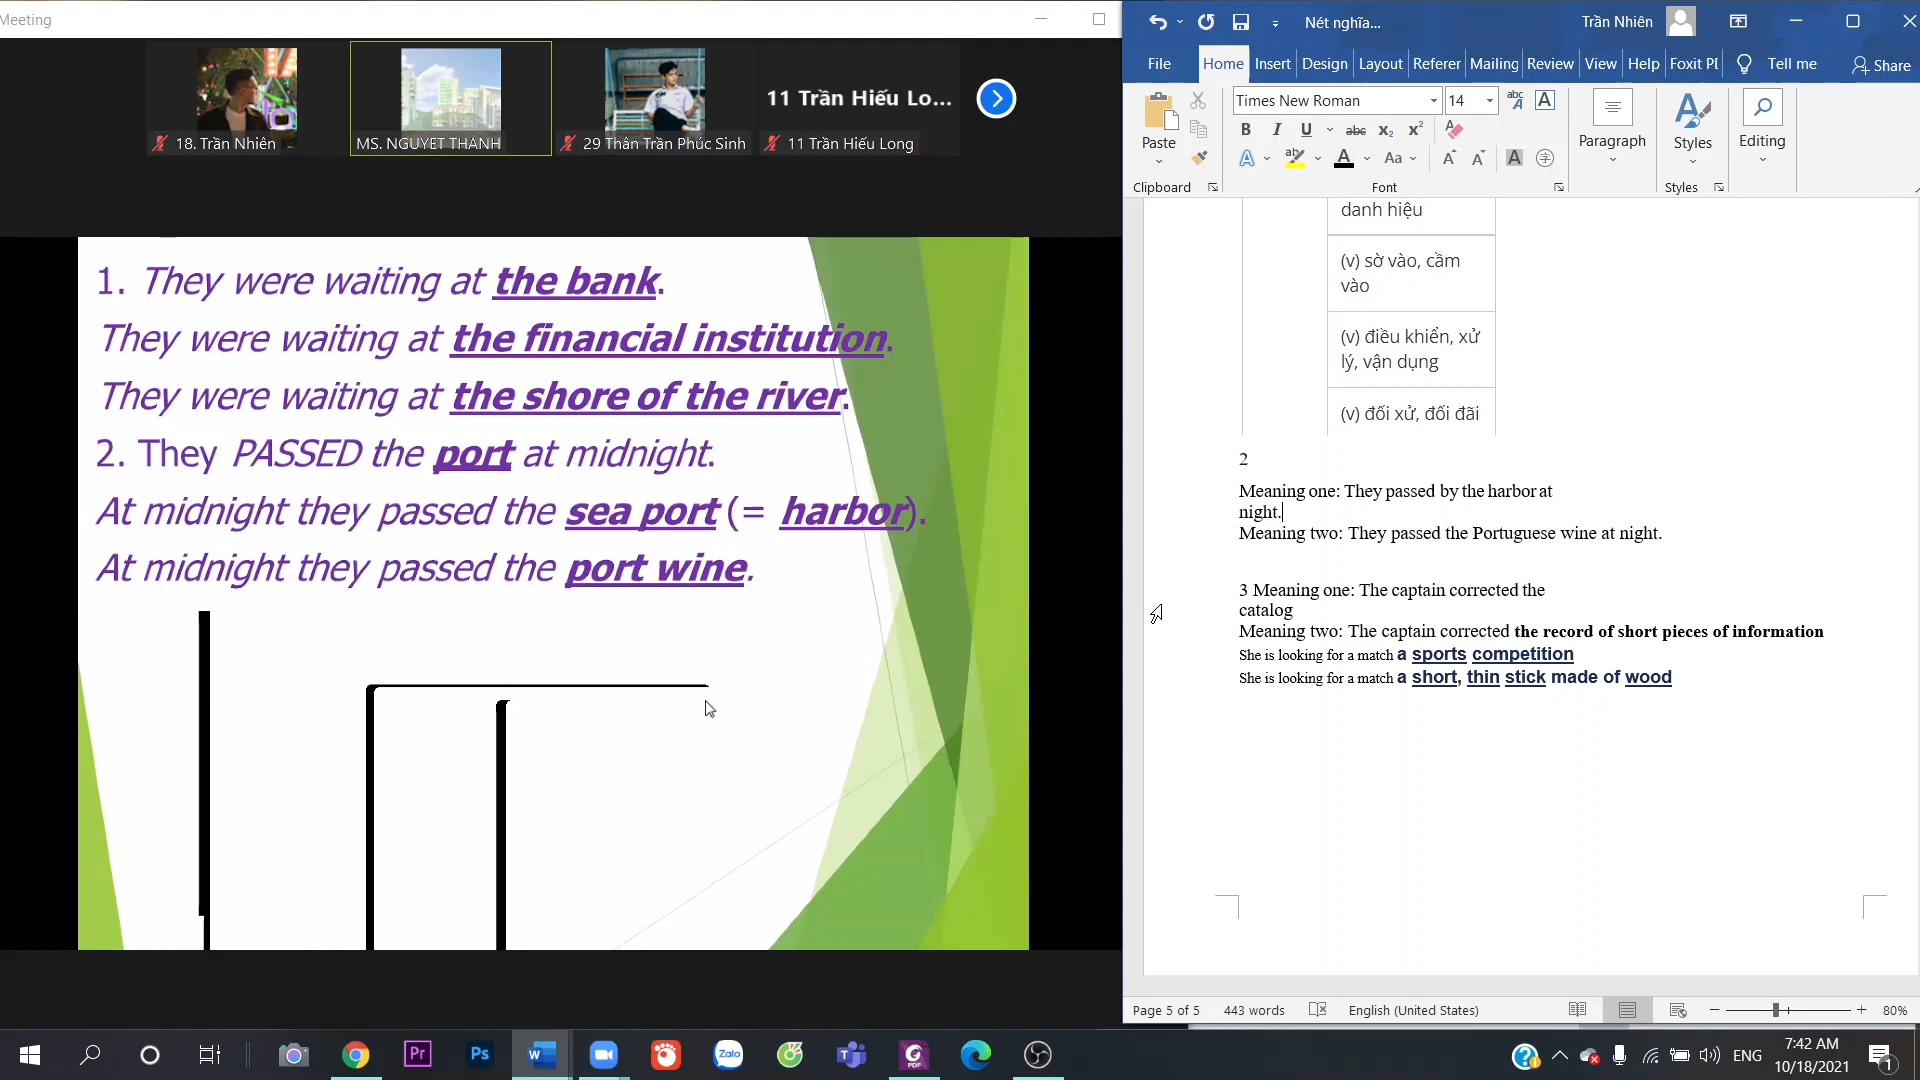 Meeting
18. Trần Nhiên
MS. NGUYET THANH
29 Thân Trần Phúc Sinh
11 Trần Hiếu Lo...
11 Trần Hiếu Long
1. They were waiting at the bank.
They were waiting at the financial institution.
They were waiting at the shore of the river.
2. They PASSED the port at midnight.
At midnight they passed the sea port (= harbor).
At midnight they passed the port wine.
Nét nghĩa...
Trần Nhiên
File Home Insert Design Layout Referer Mailing Review View Help Foxit PI Tell me Share
Times New Roman 14
Paste
Paragraph
Styles
Editing
Clipboard
Font
Styles
danh hiệu
(v) sờ vào, cầm
vào
(v) điều khiển, xử
lý, vận dụng
(v) đối xử, đối đãi
2
Meaning one: They passed by the harbor at
night.
Meaning two: They passed the Portuguese wine at night.
3 Meaning one: The captain corrected the
catalog
Meaning two: The captain corrected the record of short pieces of information
She is looking for a match a sports competition
She is looking for a match a short, thin stick made of wood
Page 5 of 5 443 words English (United States) 80%
ENG
7:42 AM
10/18/2021